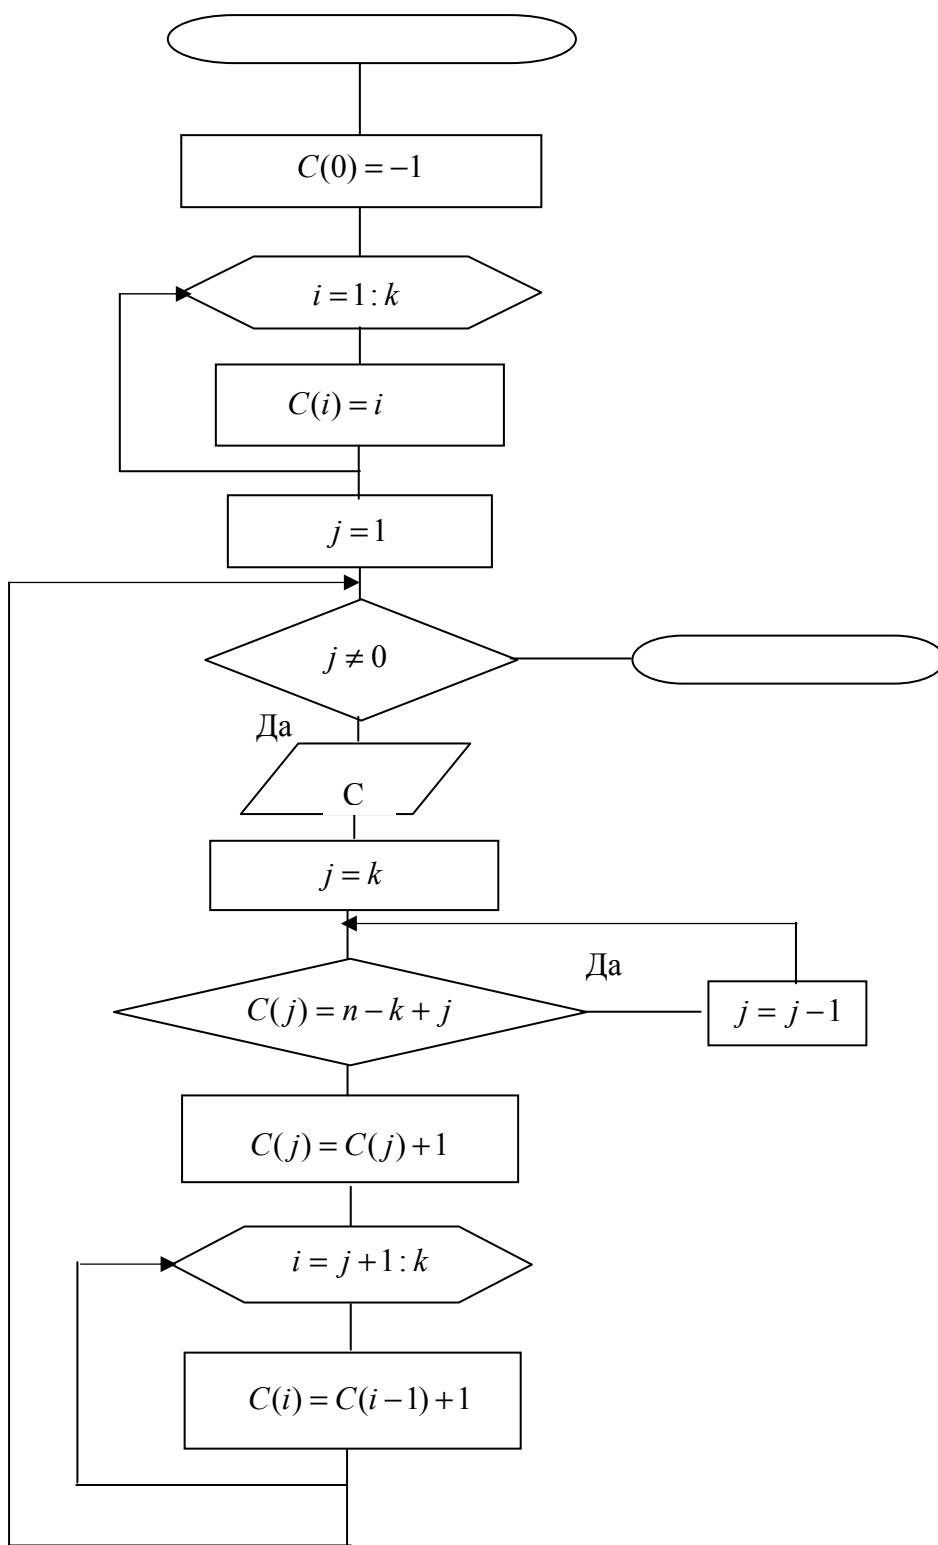 C(0) = −1
i = 1 : k
C(i) = i
j = 1
j ≠ 0
Да
С
j = k
Да
C(j) = n − k + j
j = j − 1
C(j) = C(j) + 1
i = j + 1 : k
C(i) = C(i − 1) + 1